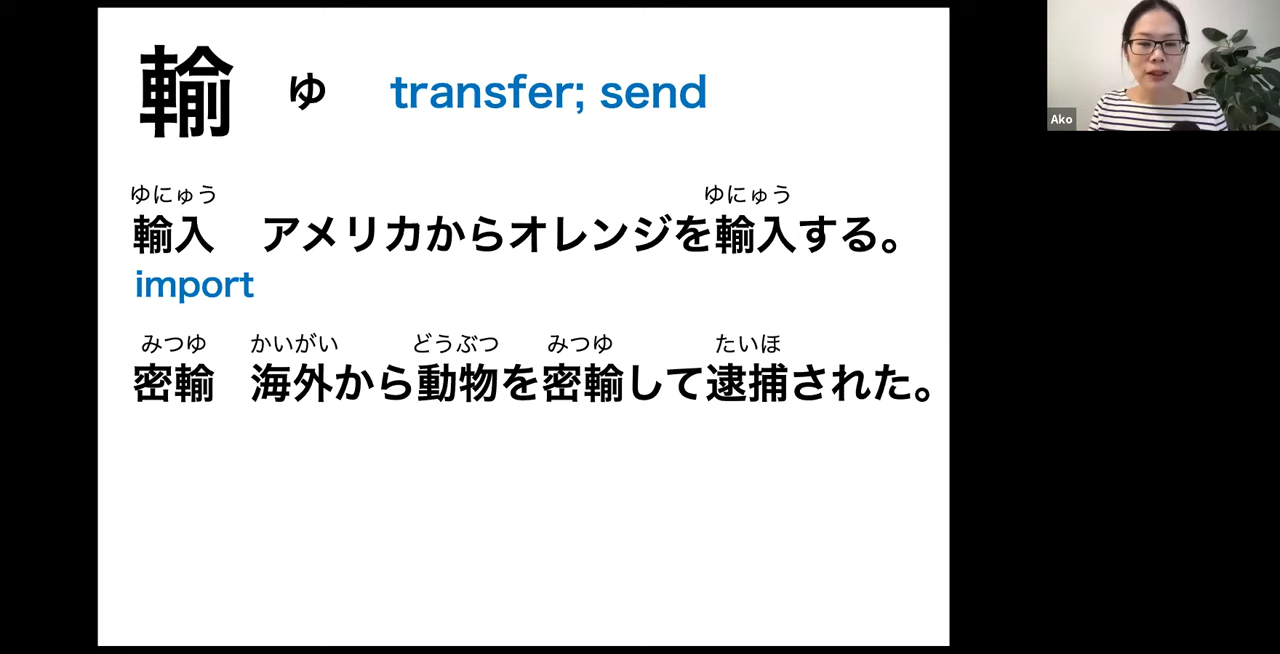 輸 ゆ transfer; send
ゆにゅう ゆにゅう
輸入 アメリカからオレンジを輸入する。
import
みつゆ かいがい どうぶつ みつゆ たいほ
密輸 海外から動物を密輸して逮捕された。
Ako